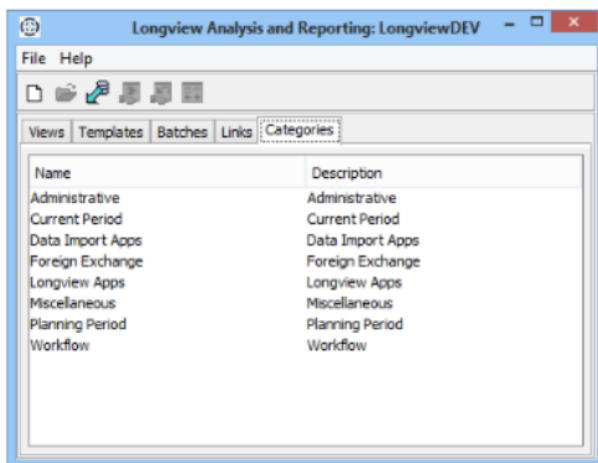 Longview Analysis and Reporting: LongviewDEV
File Help
Views Templates Batches Links Categories
Name Description
Administrative Administrative
Current Period Current Period
Data Import Apps Data Import Apps
Foreign Exchange Foreign Exchange
Longview Apps Longview Apps
Miscellaneous Miscellaneous
Planning Period Planning Period
Workflow Workflow